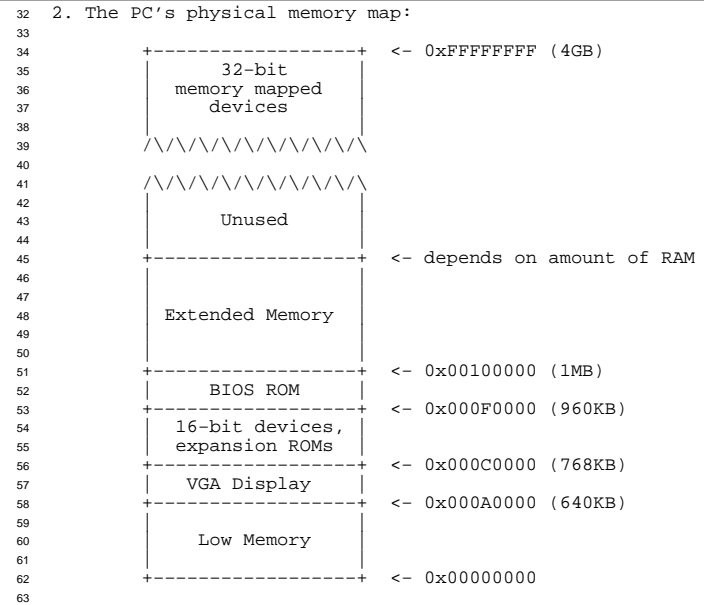 32 2. The PC's physical memory map:
33
34 +------------------+ <- 0xFFFFFFFF (4GB)
35 | 32-bit |
36 | memory mapped |
37 | devices |
38 | |
39 /\/\/\/\/\/\/\/\/\/\
40
41 /\/\/\/\/\/\/\/\/\/\
42 | |
43 | Unused |
44 | |
45 +------------------+ <- depends on amount of RAM
46 | |
47 | |
48 | Extended Memory |
49 | |
50 | |
51 +------------------+ <- 0x00100000 (1MB)
52 | BIOS ROM |
53 +------------------+ <- 0x000F0000 (960KB)
54 | 16-bit devices, |
55 | expansion ROMs |
56 +------------------+ <- 0x000C0000 (768KB)
57 | VGA Display |
58 +------------------+ <- 0x000A0000 (640KB)
59 | |
60 | Low Memory |
61 | |
62 +------------------+ <- 0x00000000
63